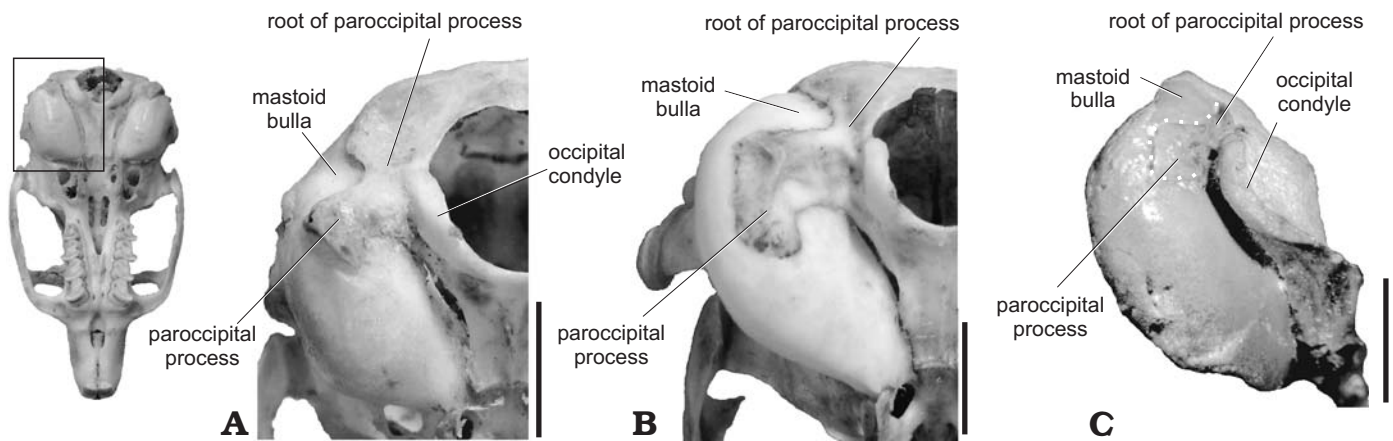 root of paroccipital process
mastoid
bulla
occipital
condyle
paroccipital
process
A
root of paroccipital process
mastoid
bulla
paroccipital
process
B
root of paroccipital process
mastoid
bulla
occipital
condyle
paroccipital
process
C